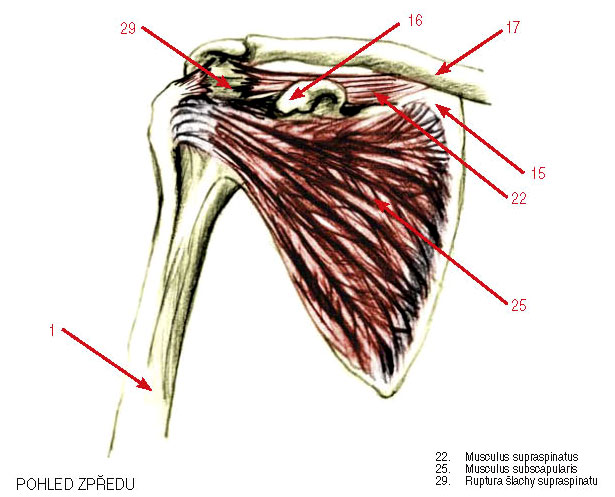 16
17
29
15
22
25
1
22. Musculus supraspinatus
25. Musculus subscapularis
29. Ruptura šlachy supraspinatu
POHLED ZPŘEDU